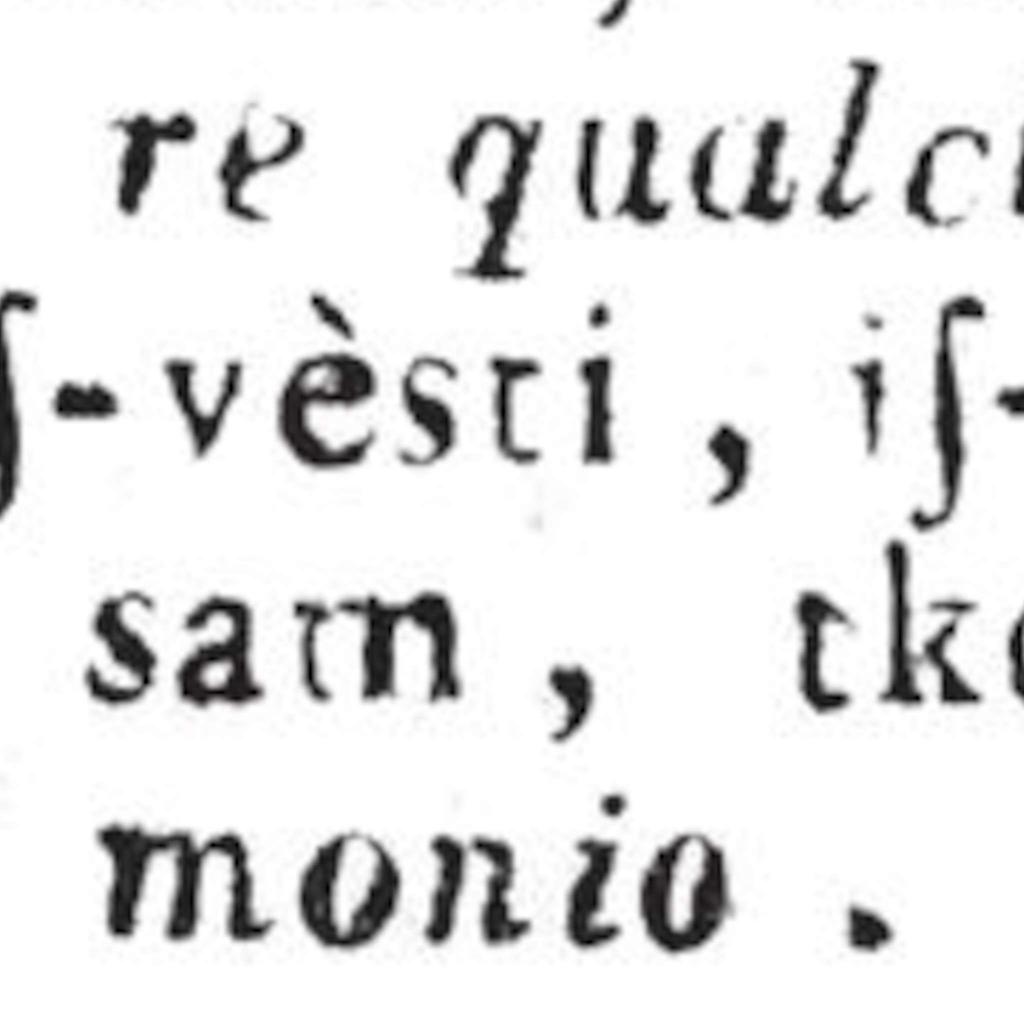 re qualc
ſ-vèsti, iſ-
sam, tk
monio.